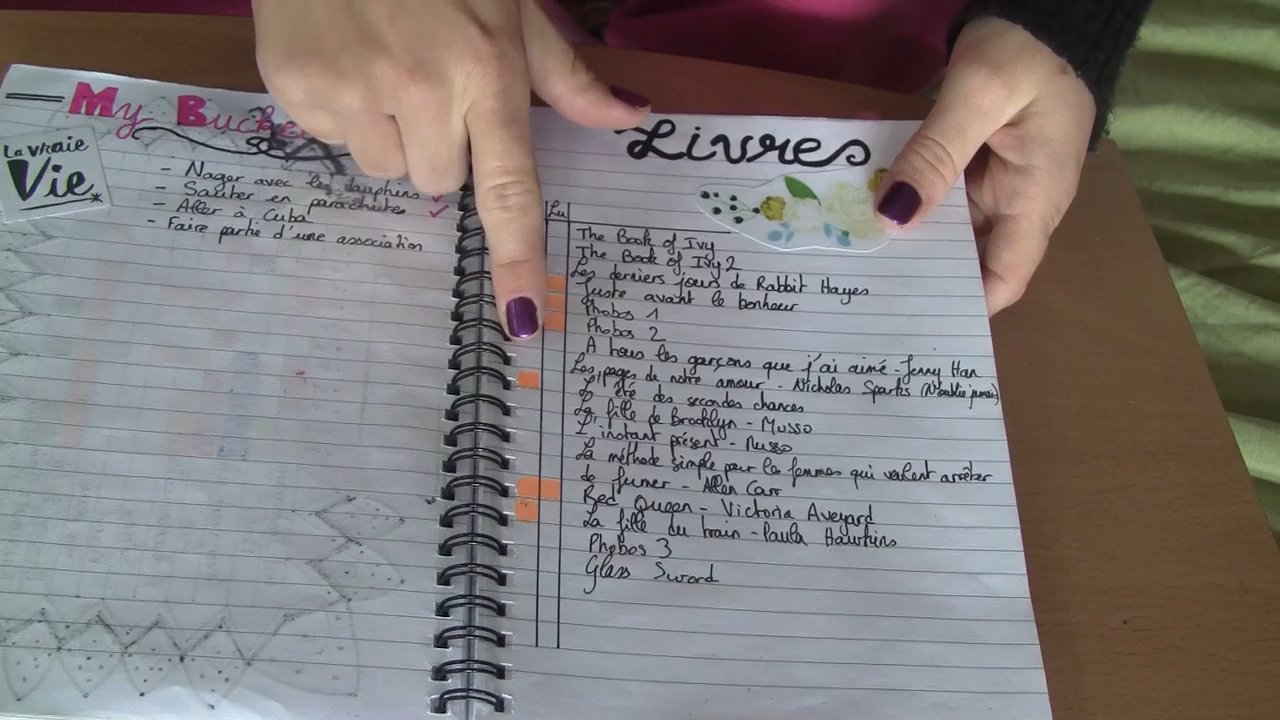 My Bucke
La vraie
Vie
- Nager avec les dauphins
- Sauter en parachute
- Aller à Cuba
- Faire partie d'une association
Livres
Lu
The Book of Ivy
The Book of Ivy 2
Les derniers jours de Rabbit Hayes
Juste avant le bonheur
Phobos 1
Phobos 2
A tous les garçons que j'ai aimé - Jenny Han
Les pages de notre amour - Nicholas Sparks (N'oublie jamais)
L'été des secondes chances
La fille de Brooklyn - Musso
L'instant présent - Musso
La méthode simple pour les femmes qui veulent arrêter
de fumer - Allen Carr
Red Queen - Victoria Aveyard
La fille du train - Paula Hawkins
Phobos 3
Glass Sword